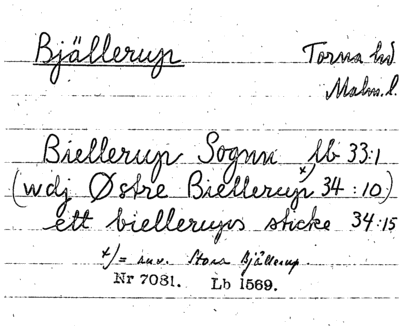 Bjällerup Torna hd
Malm. l.
Biellerup Sognn lb 33:1
(wdj Østre Biellerup x) 34:10)
ett biellerups sticke 34:15
x) = nuv. Stora Bjällerup.
Nr 7081. Lb 1569.